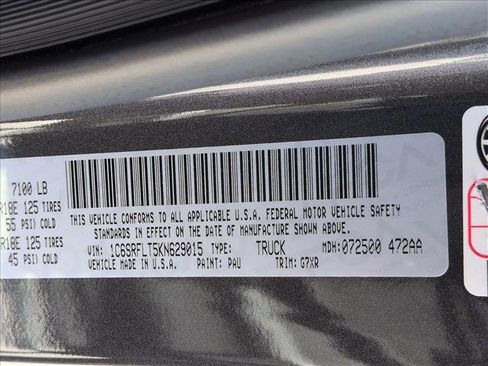 7100 LB
R18E 125 TIRES
55 PSI) COLD
R18E 125 TIRES
45 PSI) COLD
THIS VEHICLE CONFORMS TO ALL APPLICABLE U.S.A. FEDERAL MOTOR VEHICLE SAFETY
STANDARDS IN EFFECT ON THE DATE OF MANUFACTURE SHOWN ABOVE.
VIN: 1C6SRFLT5KN629015 TYPE: TRUCK MDH: 072500 472AA
VEHICLE MADE IN U.S.A. PAINT: PAU TRIM: G7XR